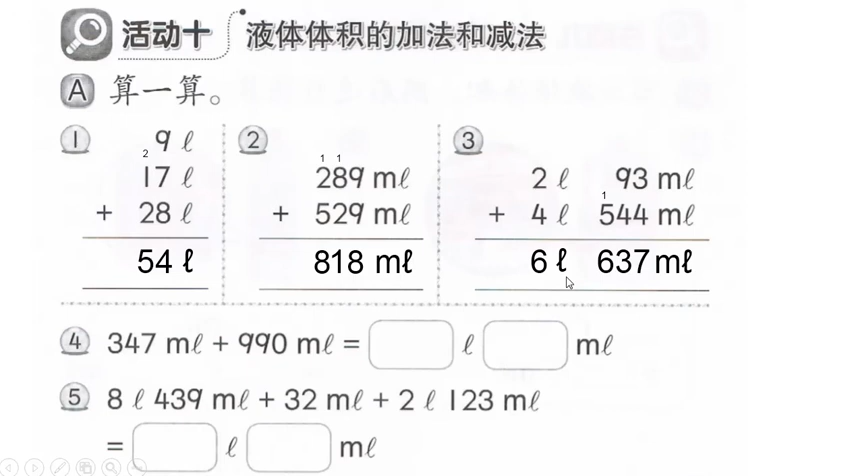 活动十 液体体积的加法和减法
A 算一算。
1
9 ℓ
2
17 ℓ
+ 28 ℓ
54 ℓ
2
1 1
289 mℓ
+ 529 mℓ
818 mℓ
3
2 ℓ 93 mℓ
1
+ 4 ℓ 544 mℓ
6 ℓ 637 mℓ
4 347 mℓ + 990 mℓ = ℓ mℓ
5 8 ℓ 439 mℓ + 32 mℓ + 2 ℓ 123 mℓ
= ℓ mℓ